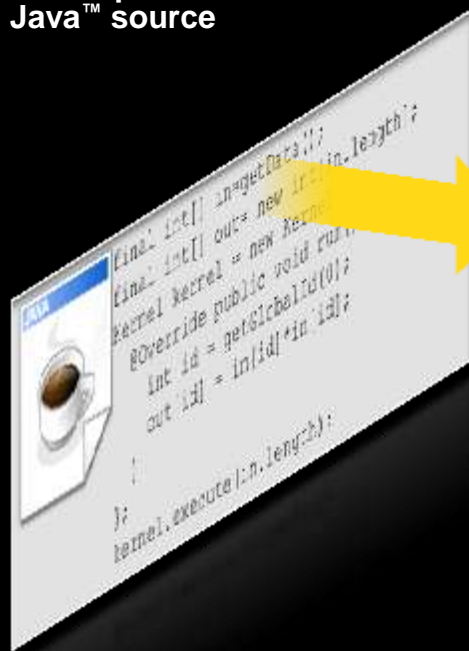 Java™ source
final int[] in=getData();
final int[] out= new int[in.length];
Kernel kernel = new Kernel
@Override public void run(
int id = getGlobalId(0);
out[id] = in[id]*in[id];
}
};
kernel.execute(in.length);
JAVA